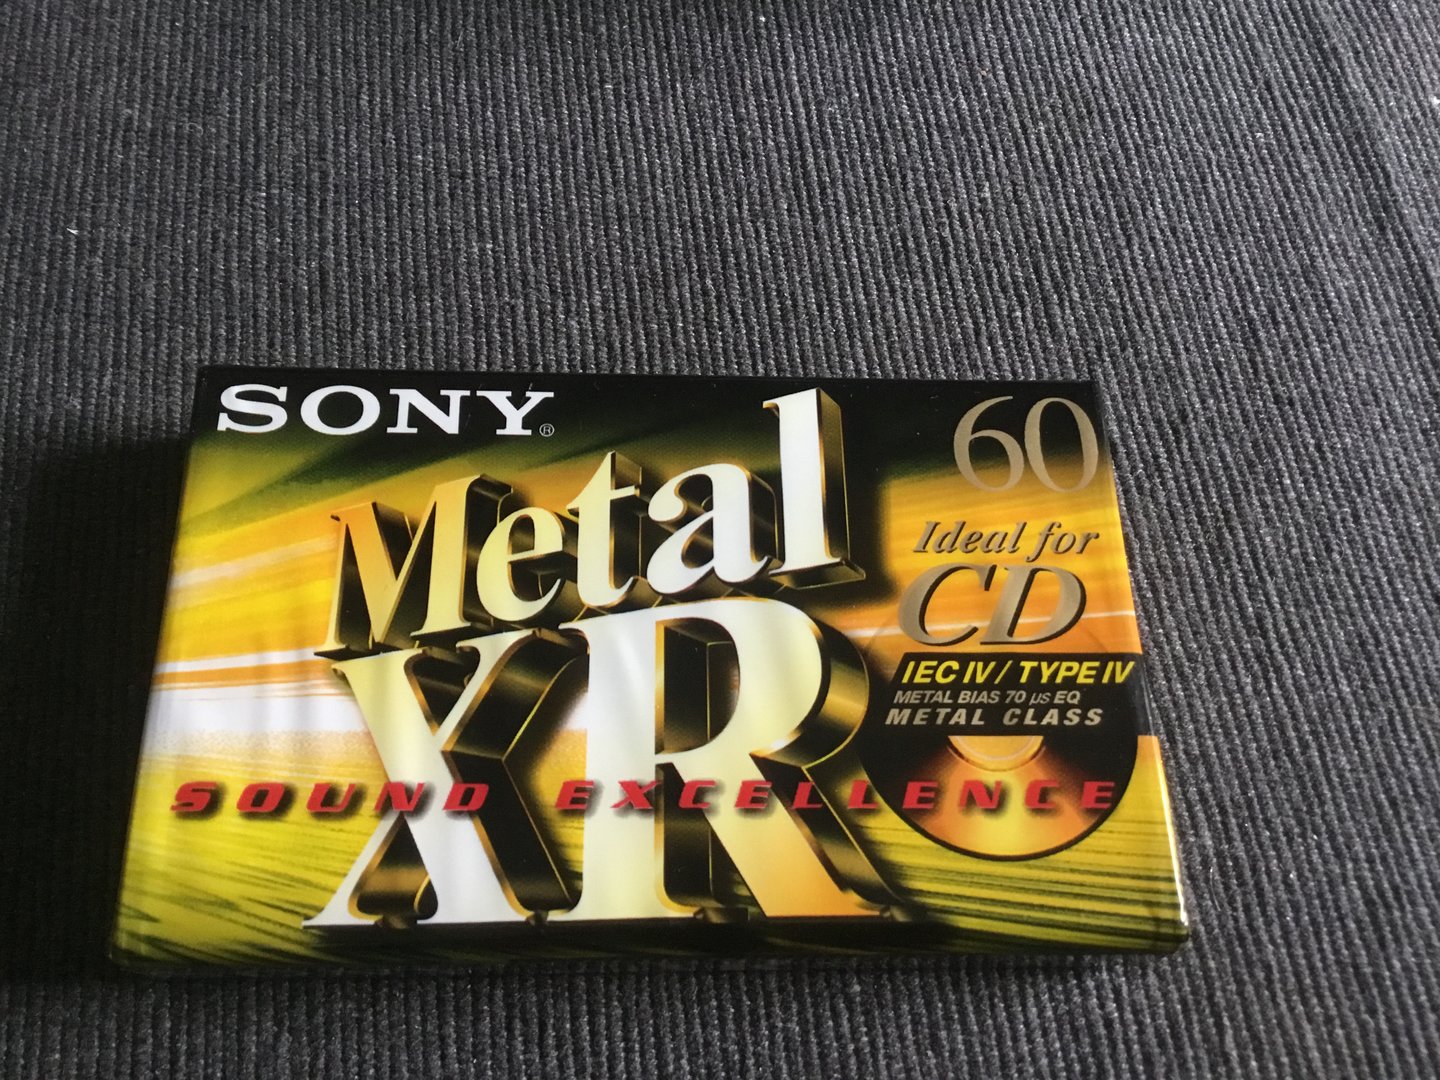 SONY®
60
Metal
XR
Ideal for
CD
IEC IV / TYPE IV
METAL BIAS 70 µs EQ
METAL CLASS
SOUND EXCELLENCE